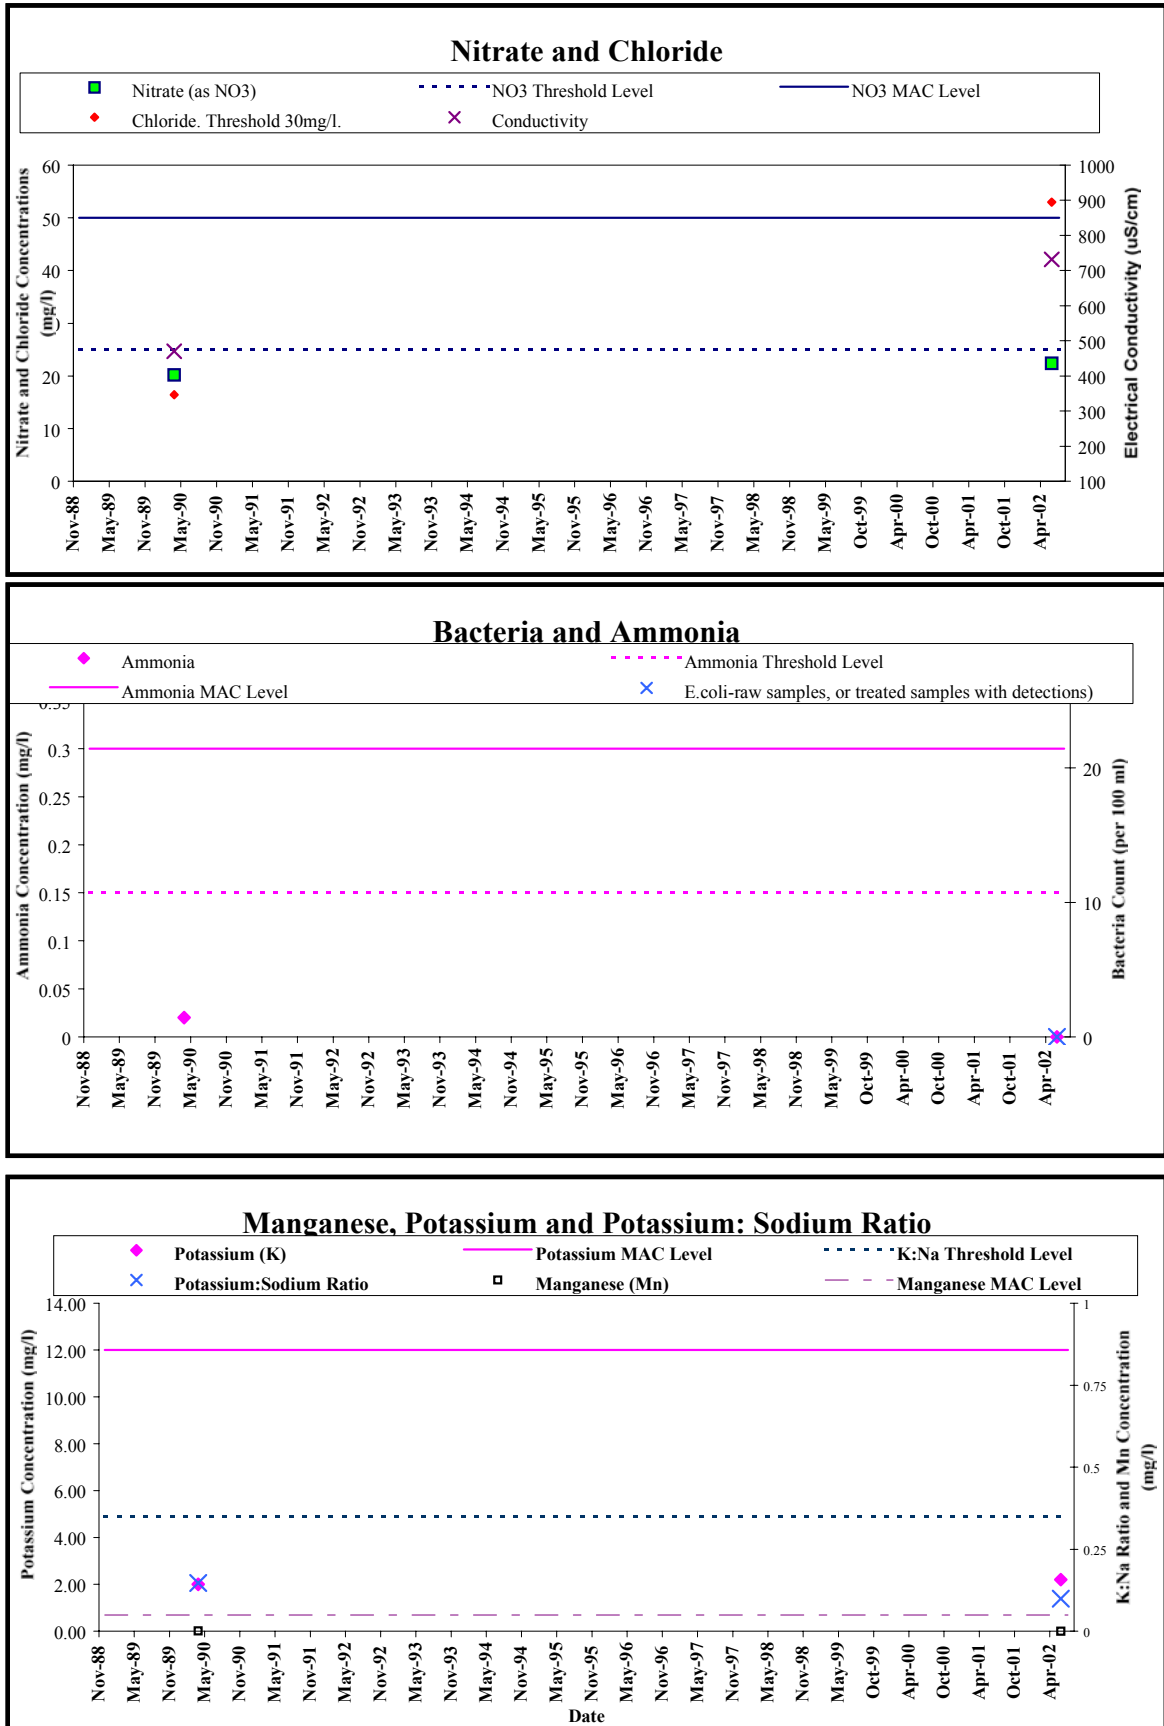 Nitrate and Chloride
Nitrate (as NO3)
NO3 Threshold Level
NO3 MAC Level
Chloride. Threshold 30mg/l.
Conductivity
Nitrate and Chloride Concentrations
(mg/l)
60
50
40
30
20
10
0
1000
900
800
700
600
500
400
300
200
100
Electrical Conductivity (uS/cm)
Nov-88
May-89
Nov-89
May-90
Nov-90
May-91
Nov-91
May-92
Nov-92
May-93
Nov-93
May-94
Nov-94
May-95
Nov-95
May-96
Nov-96
May-97
Nov-97
May-98
Nov-98
May-99
Oct-99
Apr-00
Oct-00
Apr-01
Oct-01
Apr-02
Bacteria and Ammonia
Ammonia
Ammonia Threshold Level
Ammonia MAC Level
E.coli-raw samples, or treated samples with detections)
Ammonia Concentration (mg/l)
0.35
0.3
0.25
0.2
0.15
0.1
0.05
0
20
10
0
Bacteria Count (per 100 ml)
Nov-88
May-89
Nov-89
May-90
Nov-90
May-91
Nov-91
May-92
Nov-92
May-93
Nov-93
May-94
Nov-94
May-95
Nov-95
May-96
Nov-96
May-97
Nov-97
May-98
Nov-98
May-99
Oct-99
Apr-00
Oct-00
Apr-01
Oct-01
Apr-02
Manganese, Potassium and Potassium: Sodium Ratio
Potassium (K)
Potassium MAC Level
K:Na Threshold Level
Potassium:Sodium Ratio
Manganese (Mn)
Manganese MAC Level
Potassium Concentration (mg/l)
14.00
12.00
10.00
8.00
6.00
4.00
2.00
0.00
1
0.75
0.5
0.25
0
K:Na Ratio and Mn Concentration
(mg/l)
Nov-88
May-89
Nov-89
May-90
Nov-90
May-91
Nov-91
May-92
Nov-92
May-93
Nov-93
May-94
Nov-94
May-95
Nov-95
May-96
Nov-96
May-97
Nov-97
May-98
Nov-98
May-99
Oct-99
Apr-00
Oct-00
Apr-01
Oct-01
Apr-02
Date